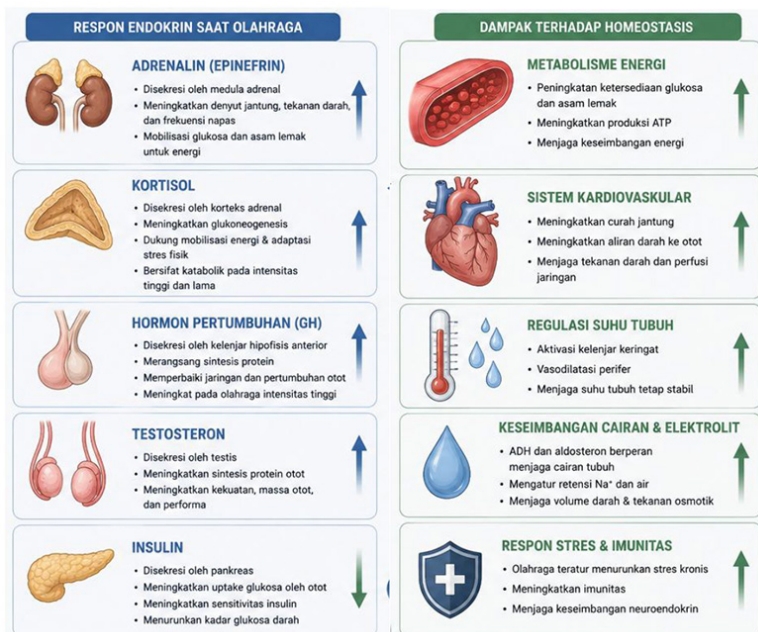 RESPON ENDOKRIN SAAT OLAHRAGA
ADRENALIN (EPINEFRIN)
• Disekresi oleh medula adrenal
• Meningkatkan denyut jantung, tekanan darah,
dan frekuensi napas
• Mobilisasi glukosa dan asam lemak
untuk energi
KORTISOL
• Disekresi oleh korteks adrenal
• Meningkatkan glukoneogenesis
• Dukung mobilisasi energi & adaptasi
stres fisik
• Bersifat katabolik pada intensitas
tinggi dan lama
HORMON PERTUMBUHAN (GH)
• Disekresi oleh kelenjar hipofisis anterior
• Merangsang sintesis protein
• Memperbaiki jaringan dan pertumbuhan otot
• Meningkat pada olahraga intensitas tinggi
TESTOSTERON
• Disekresi oleh testis
• Meningkatkan sintesis protein otot
• Meningkatkan kekuatan, massa otot,
dan performa
INSULIN
• Disekresi oleh pankreas
• Meningkatkan uptake glukosa oleh otot
• Meningkatkan sensitivitas insulin
• Menurunkan kadar glukosa darah
DAMPAK TERHADAP HOMEOSTASIS
METABOLISME ENERGI
• Peningkatan ketersediaan glukosa
dan asam lemak
• Meningkatkan produksi ATP
• Menjaga keseimbangan energi
SISTEM KARDIOVASKULAR
• Meningkatkan curah jantung
• Meningkatkan aliran darah ke otot
• Menjaga tekanan darah dan perfusi
jaringan
REGULASI SUHU TUBUH
• Aktivasi kelenjar keringat
• Vasodilatasi perifer
• Menjaga suhu tubuh tetap stabil
KESEIMBANGAN CAIRAN & ELEKTROLIT
• ADH dan aldosteron berperan
menjaga cairan tubuh
• Mengatur retensi Na⁺ dan air
• Menjaga volume darah & tekanan osmotik
RESPON STRES & IMUNITAS
• Olahraga teratur menurunkan stres kronis
• Meningkatkan imunitas
• Menjaga keseimbangan neuroendokrin